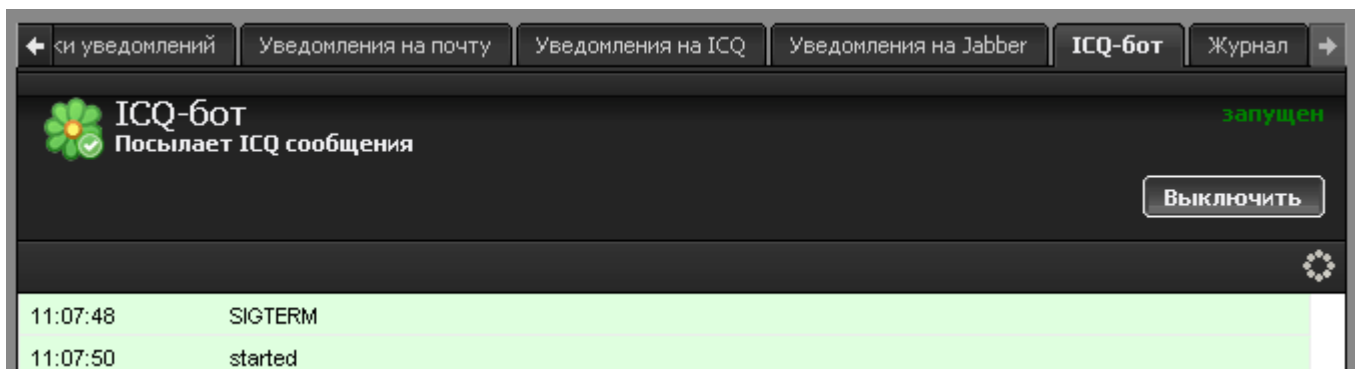 ки уведомлений Уведомления на почту Уведомления на ICQ Уведомления на Jabber ICQ-бот Журнал
ICQ-бот
запущен
Посылает ICQ сообщения
Выключить
11:07:48 SIGTERM
11:07:50 started